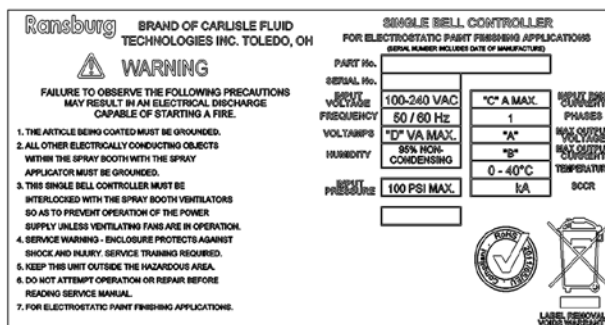 Ransburg
BRAND OF CARLISLE FLUID
TECHNOLOGIES INC. TOLEDO, OH
WARNING
FAILURE TO OBSERVE THE FOLLOWING PRECAUTIONS
MAY RESULT IN AN ELECTRICAL DISCHARGE
CAPABLE OF STARTING A FIRE.
1. THE ARTICLE BEING COATED MUST BE GROUNDED.
2. ALL OTHER ELECTRICALLY CONDUCTING OBJECTS
WITHIN THE SPRAY BOOTH WITH THE SPRAY
APPLICATOR MUST BE GROUNDED.
3. THIS SINGLE BELL CONTROLLER MUST BE
INTERLOCKED WITH THE SPRAY BOOTH VENTILATORS
SO AS TO PREVENT OPERATION OF THE POWER
SUPPLY UNLESS VENTILATING FANS ARE IN OPERATION.
4. SERVICE WARNING - ENCLOSURE PROTECTS AGAINST
SHOCK AND INJURY. SERVICE TRAINING REQUIRED.
5. KEEP THIS UNIT OUTSIDE THE HAZARDOUS AREA.
6. DO NOT ATTEMPT OPERATION OR REPAIR BEFORE
READING SERVICE MANUAL.
7. FOR ELECTROSTATIC PAINT FINISHING APPLICATIONS.
SINGLE BELL CONTROLLER
FOR ELECTROSTATIC PAINT FINISHING APPLICATIONS
(SERIAL NUMBER INCLUDES DATE OF MANUFACTURE)
PART No.
SERIAL No.
INPUT VOLTAGE 100-240 VAC "C" A MAX. INPUT RMS CURRENT
FREQUENCY 50 / 60 Hz 1 PHASES
VOLTAMPS "D" VA MAX. "A" MAX OUTPUT VOLTAGE
HUMIDITY 95% NON-CONDENSING "B" MAX OUTPUT CURRENT
0 - 40°C TEMPERATURE
INPUT PRESSURE 100 PSI MAX. kA SCCR
Compliant RoHS 2011/65/EU
LABEL REMOVAL
VOIDS WARRANTY